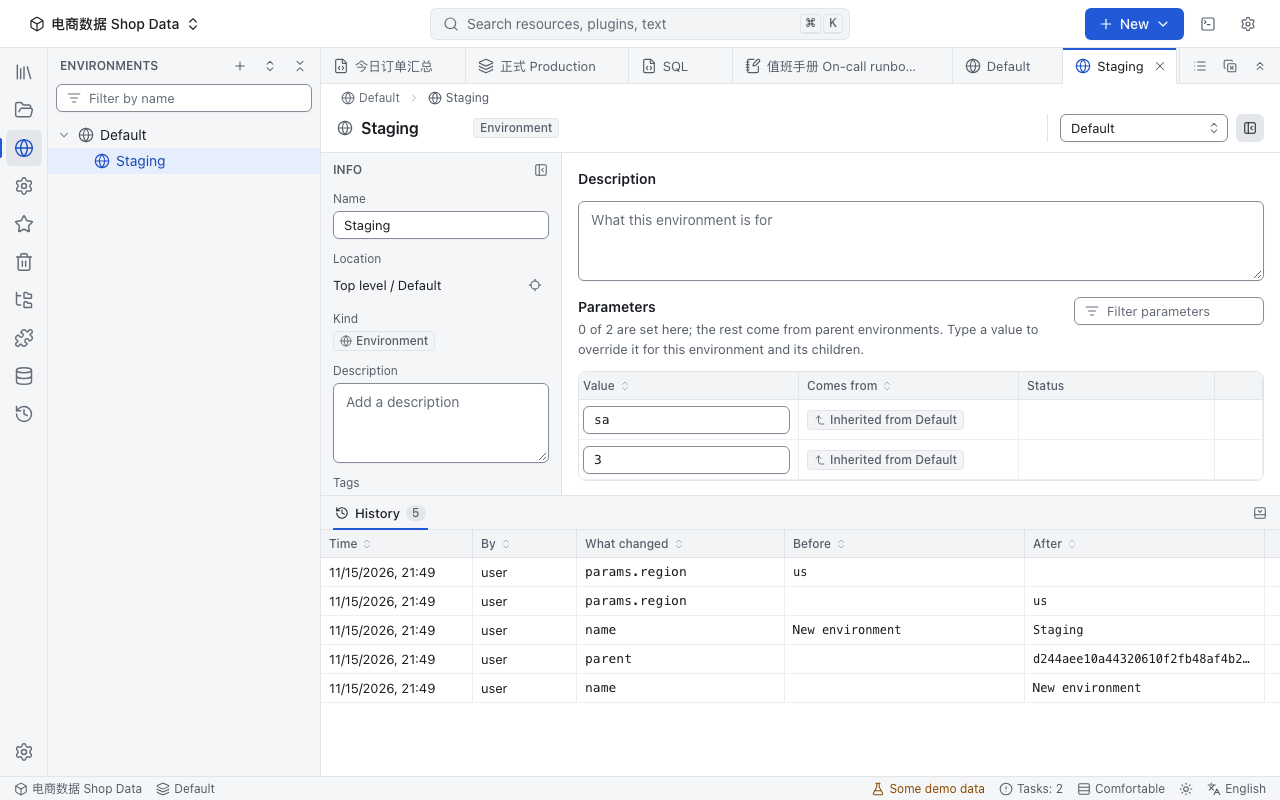 电商数据 Shop Data
Search resources, plugins, text
⌘ K
New
ENVIRONMENTS
Filter by name
Default
Staging
今日订单汇总
正式 Production
SQL
值班手册 On-call runbo...
Default
Staging
Default
Staging
Staging
Environment
Default
INFO
Name
Staging
Location
Top level / Default
Kind
Environment
Description
Add a description
Tags
Description
What this environment is for
Parameters
0 of 2 are set here; the rest come from parent environments. Type a value to
override it for this environment and its children.
Filter parameters
Value Comes from Status
sa Inherited from Default
3 Inherited from Default
History 5
Time By What changed Before After
11/15/2026, 21:49 user params.region us
11/15/2026, 21:49 user params.region us
11/15/2026, 21:49 user name New environment Staging
11/15/2026, 21:49 user parent d244aee10a44320610f2fb48af4b2…
11/15/2026, 21:49 user name New environment
电商数据 Shop Data
Default
Some demo data
Tasks: 2
Comfortable
English